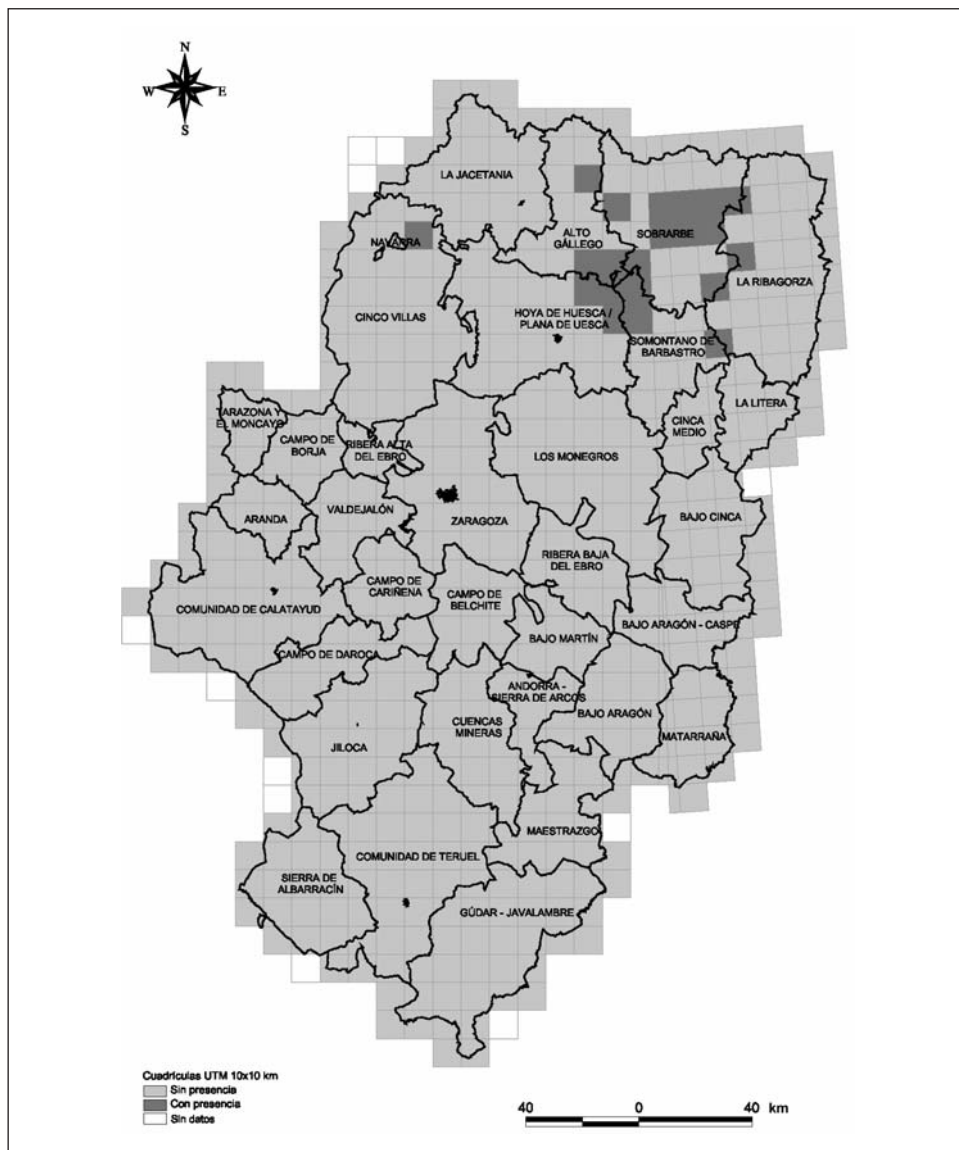 N
W E
S
LA JACETANIA
ALTO
GÁLLEGO
SOBRARBE
NAVARRA
LA RIBAGORZA
CINCO VILLAS
HOYA DE HUESCA /
PLANA DE UESCA
SOMONTANO DE
BARBASTRO
TARAZONA Y
EL MONCAYO
CAMPO DE
BORJA
RIBERA ALTA
DEL EBRO
LA LITERA
CINCA
MEDIO
LOS MONEGROS
ARANDA
VALDEJALÓN
ZARAGOZA
BAJO CINCA
RIBERA BAJA
DEL EBRO
COMUNIDAD DE CALATAYUD
CAMPO DE
CARIÑENA
CAMPO DE
BELCHITE
BAJO MARTÍN
BAJO ARAGÓN - CASPE
CAMPO DE DAROCA
ANDORRA -
SIERRA DE ARCOS
BAJO ARAGÓN
MATARRAÑA
JILOCA
CUENCAS
MINERAS
MAESTRAZGO
COMUNIDAD DE TERUEL
SIERRA DE
ALBARRACÍN
GÚDAR - JAVALAMBRE
Cuadrículas UTM 10x10 km
Sin presencia
Con presencia
Sin datos
40 0 40 km